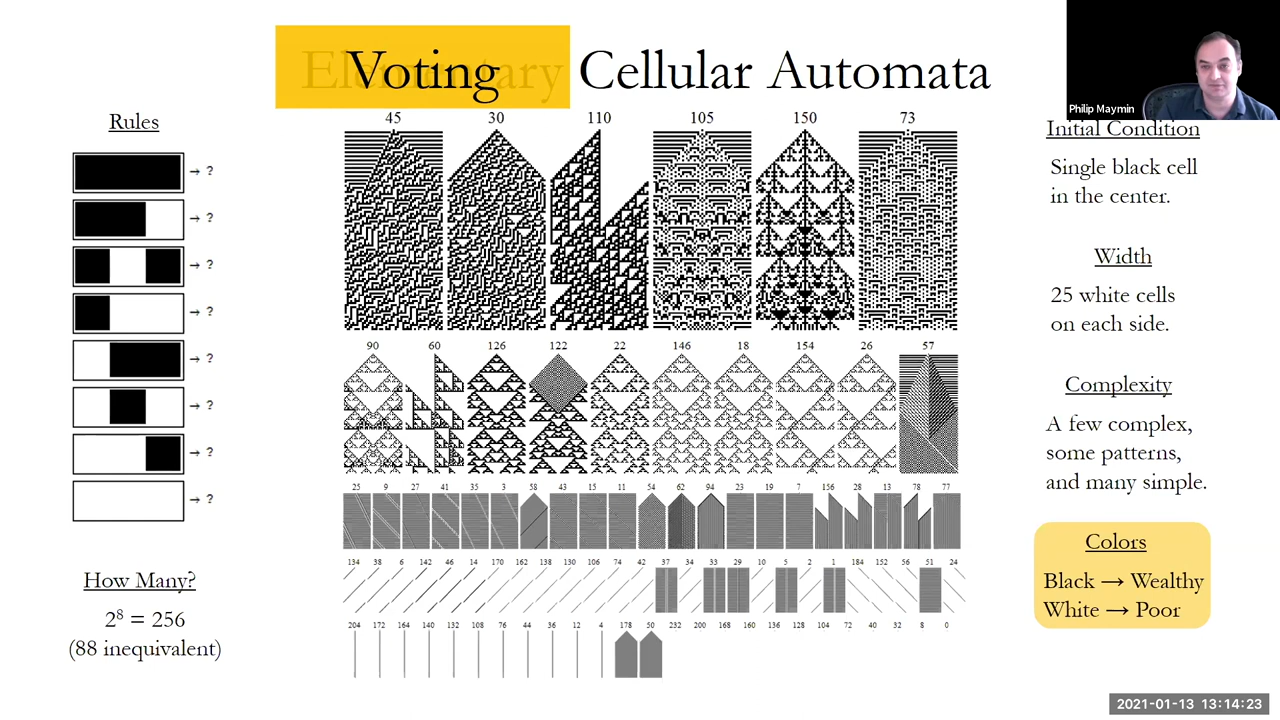 Voting
Elementary Cellular Automata
Philip Maymin
Rules
→ ?
→ ?
→ ?
→ ?
→ ?
→ ?
→ ?
→ ?
How Many?
2⁸ = 256
(88 inequivalent)
45 30 110 105 150 73
90 60 126 122 22 146 18 154 26 57
25 9 27 41 35 3 58 43 15 11 54 62 94 23 19 7 156 28 13 78 77
134 38 6 142 46 14 170 162 138 130 106 74 42 37 34 33 29 10 5 2 1 184 152 56 51 24
204 172 164 140 132 108 76 44 36 12 4 178 50 232 200 168 160 136 128 104 72 40 32 8 0
Initial Condition
Single black cell
in the center.
Width
25 white cells
on each side.
Complexity
A few complex,
some patterns,
and many simple.
Colors
Black → Wealthy
White → Poor
2021-01-13 13:14:23